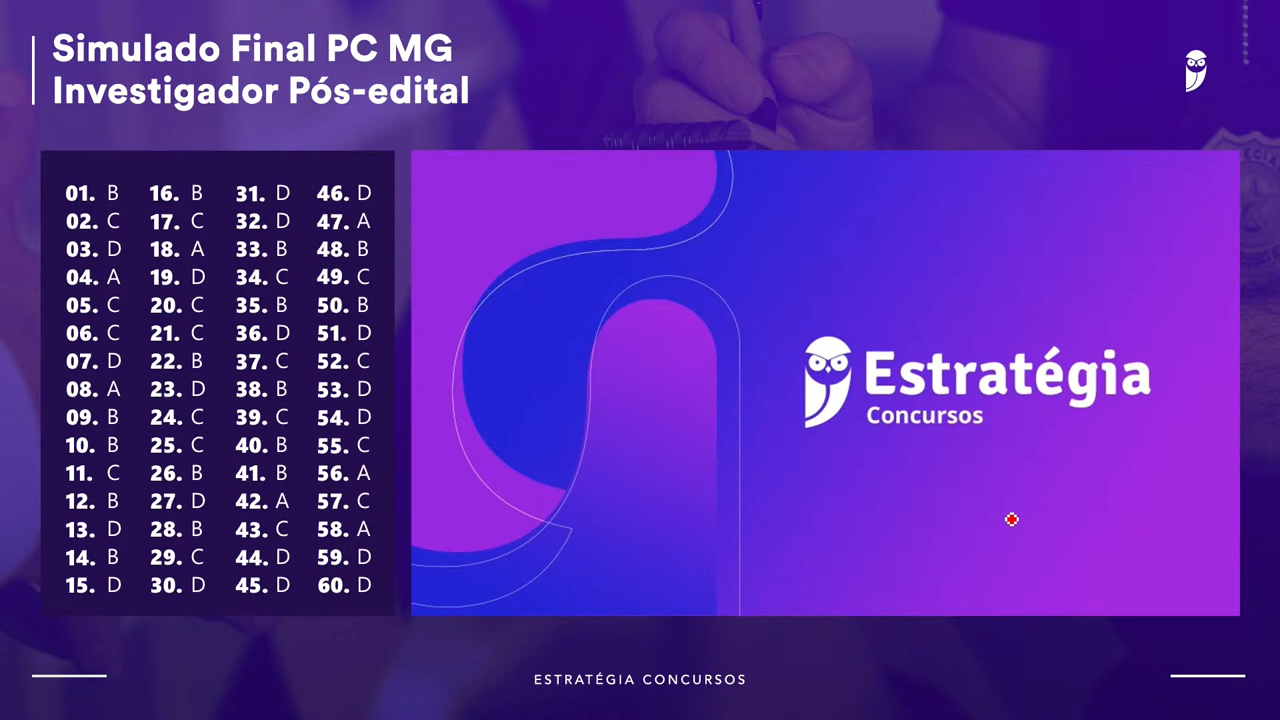 Simulado Final PC MG
Investigador Pós-edital
01. B 16. B 31. D 46. D
02. C 17. C 32. D 47. A
03. D 18. A 33. B 48. B
04. A 19. D 34. C 49. C
05. C 20. C 35. B 50. B
06. C 21. C 36. D 51. D
07. D 22. B 37. C 52. C
08. A 23. D 38. B 53. D
09. B 24. C 39. C 54. D
10. B 25. C 40. B 55. C
11. C 26. B 41. B 56. A
12. B 27. D 42. A 57. C
13. D 28. B 43. C 58. A
14. B 29. C 44. D 59. D
15. D 30. D 45. D 60. D
Estratégia
Concursos
ESTRATÉGIA CONCURSOS